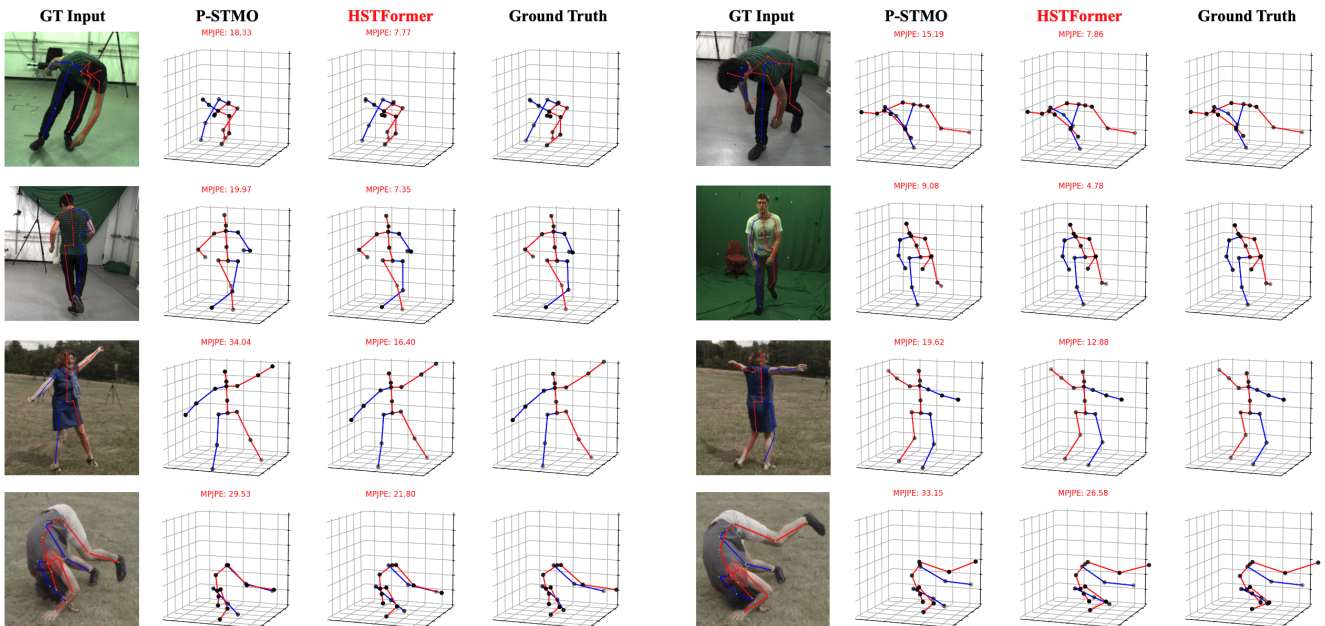 GT Input P-STMO HSTFormer Ground Truth GT Input P-STMO HSTFormer Ground Truth
MPJPE: 18.33 MPJPE: 7.77 MPJPE: 15.19 MPJPE: 7.86
MPJPE: 19.97 MPJPE: 7.35 MPJPE: 9.08 MPJPE: 4.78
MPJPE: 34.04 MPJPE: 16.40 MPJPE: 19.62 MPJPE: 12.88
MPJPE: 29.53 MPJPE: 21.80 MPJPE: 33.15 MPJPE: 26.58